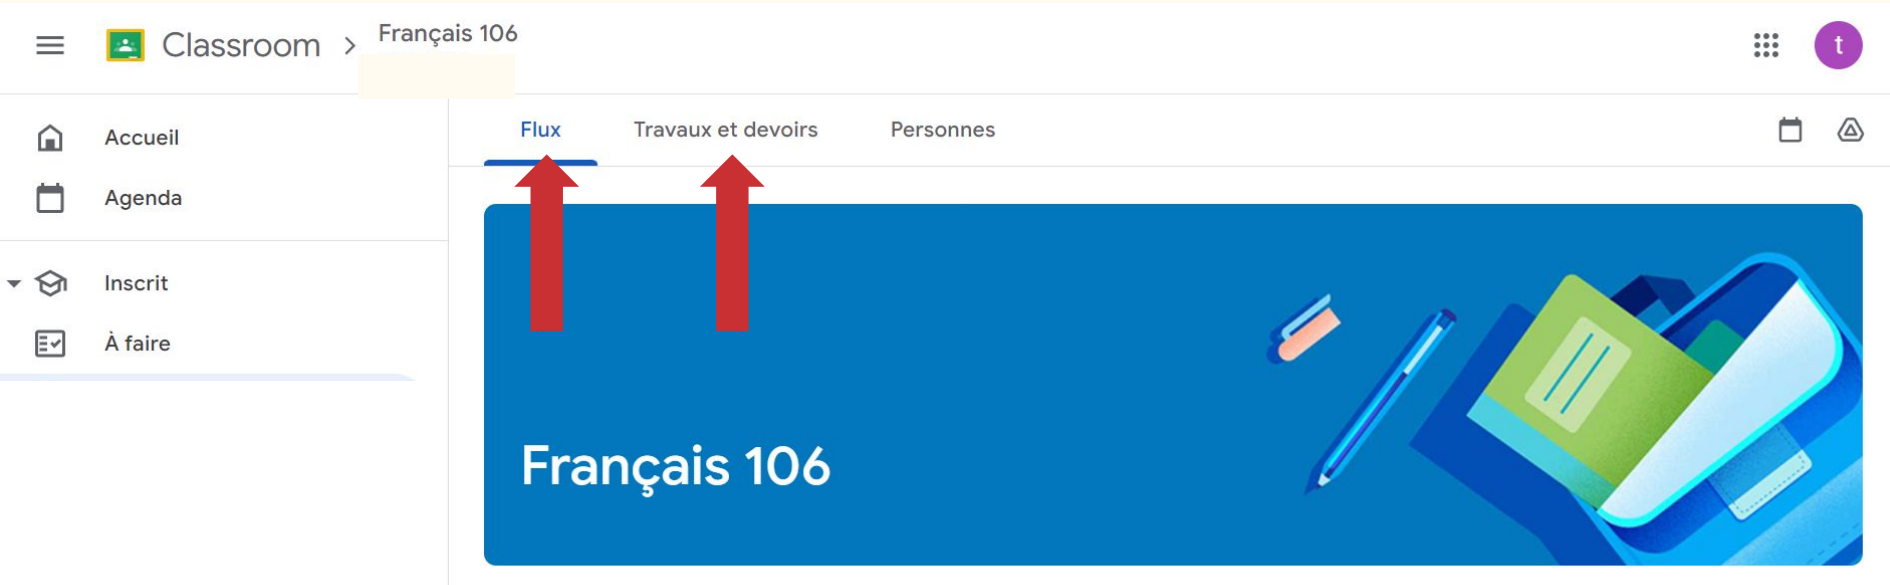 Classroom > Français 106
t
Accueil
Agenda
Inscrit
À faire
Flux Travaux et devoirs Personnes
Français 106